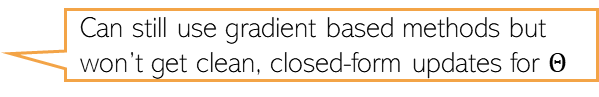 Can still use gradient based methods but
won't get clean, closed-form updates for Θ